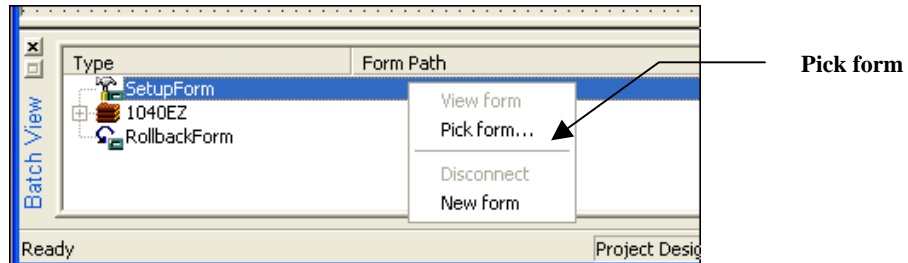 Type Form Path
SetupForm
1040EZ
RollbackForm
Batch View
View form
Pick form...
Disconnect
New form
Pick form
Ready
Project Desig